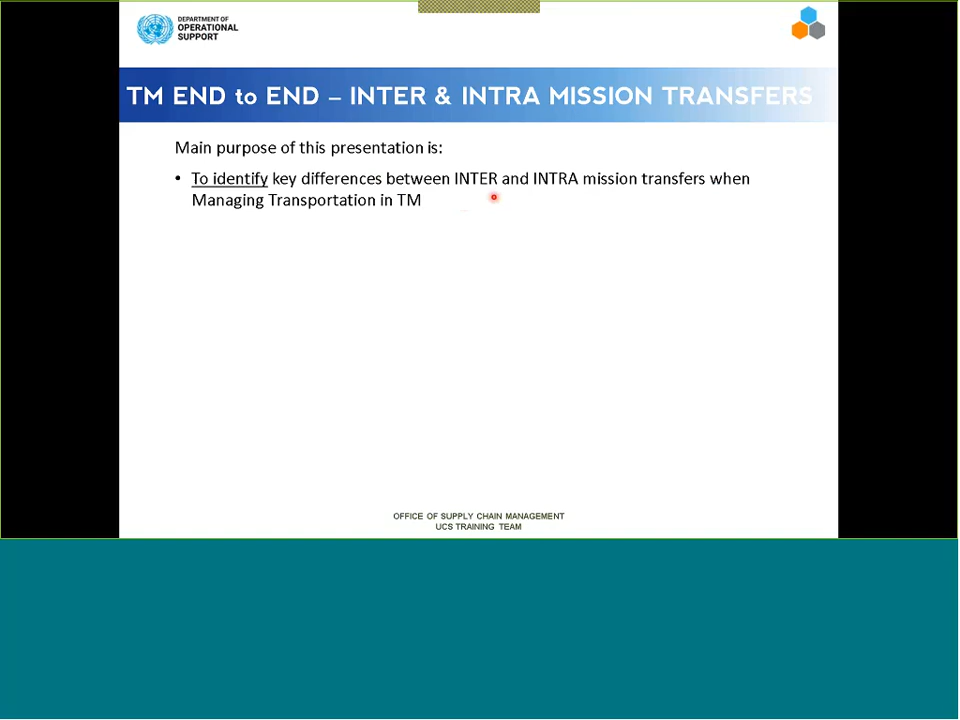 DEPARTMENT OF
OPERATIONAL
SUPPORT
TM END to END – INTER & INTRA MISSION TRANSFERS
Main purpose of this presentation is:
• To identify key differences between INTER and INTRA mission transfers when
Managing Transportation in TM
OFFICE OF SUPPLY CHAIN MANAGEMENT
UCS TRAINING TEAM